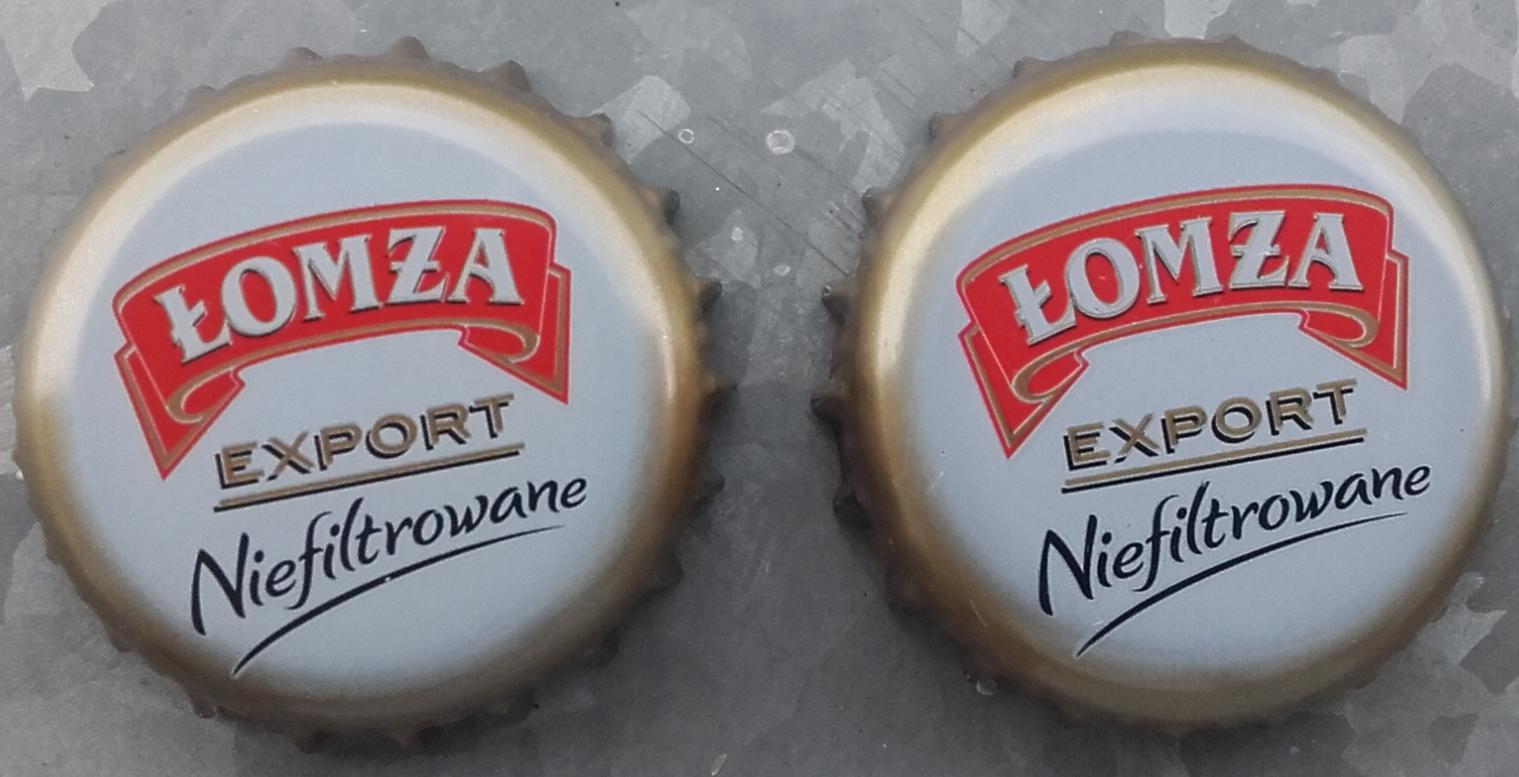 ŁOMŻA
EXPORT
Niefiltrowane
ŁOMŻA
EXPORT
Niefiltrowane